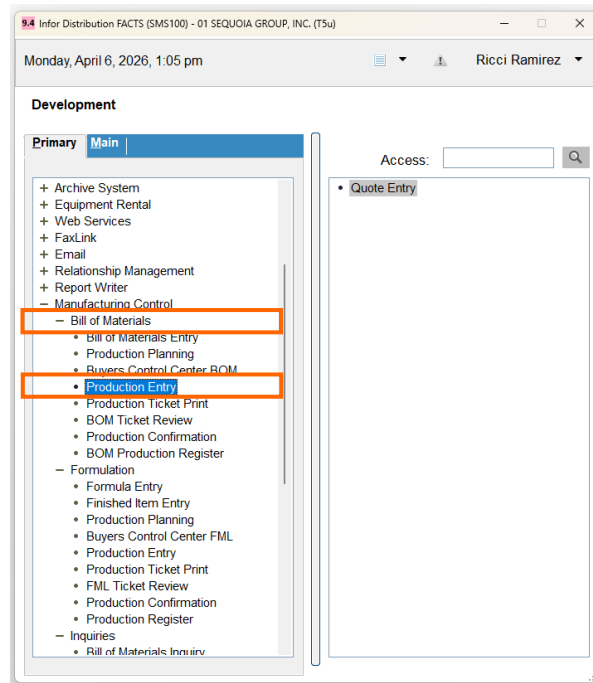 9.4 Infor Distribution FACTS (SMS100) - 01 SEQUOIA GROUP, INC. (T5u)
Monday, April 6, 2026, 1:05 pm
Ricci Ramirez
Development
Primary Main
Access:
+ Archive System
+ Equipment Rental
+ Web Services
+ FaxLink
+ Email
+ Relationship Management
+ Report Writer
− Manufacturing Control
− Bill of Materials
• Bill of Materials Entry
• Production Planning
• Buyers Control Center BOM
• Production Entry
• Production Ticket Print
• BOM Ticket Review
• Production Confirmation
• BOM Production Register
− Formulation
• Formula Entry
• Finished Item Entry
• Production Planning
• Buyers Control Center FML
• Production Entry
• Production Ticket Print
• FML Ticket Review
• Production Confirmation
• Production Register
− Inquiries
• Bill of Materials Inquiry
• Quote Entry